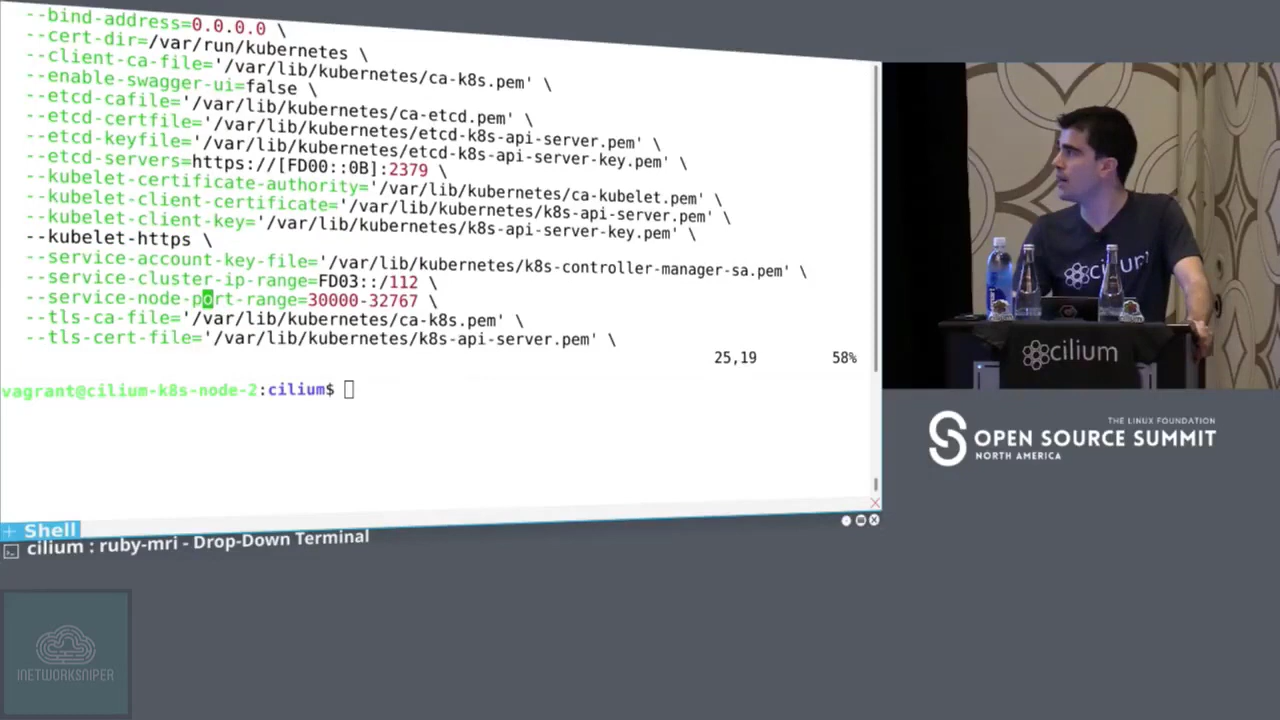 --bind-address=0.0.0.0 \
--cert-dir=/var/run/kubernetes \
--client-ca-file='/var/lib/kubernetes/ca-k8s.pem' \
--enable-swagger-ui=false \
--etcd-cafile='/var/lib/kubernetes/ca-etcd.pem' \
--etcd-certfile='/var/lib/kubernetes/etcd-k8s-api-server.pem' \
--etcd-keyfile='/var/lib/kubernetes/etcd-k8s-api-server-key.pem' \
--etcd-servers=https://[FD00::0B]:2379 \
--kubelet-certificate-authority='/var/lib/kubernetes/ca-kubelet.pem' \
--kubelet-client-certificate='/var/lib/kubernetes/k8s-api-server.pem' \
--kubelet-client-key='/var/lib/kubernetes/k8s-api-server-key.pem' \
--kubelet-https \
--service-account-key-file='/var/lib/kubernetes/k8s-controller-manager-sa.pem' \
--service-cluster-ip-range=FD03::/112 \
--service-node-port-range=30000-32767 \
--tls-ca-file='/var/lib/kubernetes/ca-k8s.pem' \
--tls-cert-file='/var/lib/kubernetes/k8s-api-server.pem' \
25,19 58%
vagrant@cilium-k8s-node-2:cilium$
Shell
cilium : ruby-mri - Drop-Down Terminal
cilium
cilium
THE LINUX FOUNDATION
OPEN SOURCE SUMMIT
NORTH AMERICA
INETWORKSNIPER